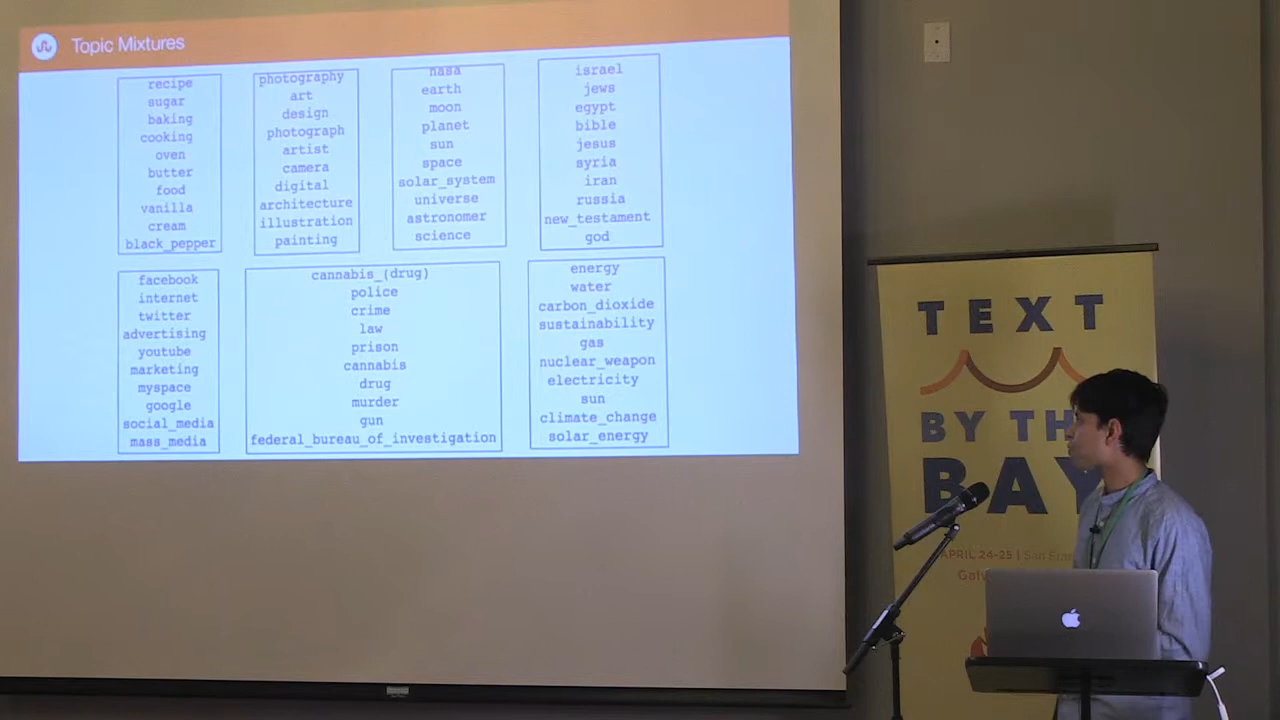 Topic Mixtures
recipe
sugar
baking
cooking
oven
butter
food
vanilla
cream
black_pepper
photography
art
design
photograph
artist
camera
digital
architecture
illustration
painting
nasa
earth
moon
planet
sun
space
solar_system
universe
astronomer
science
israel
jews
egypt
bible
jesus
syria
iran
russia
new_testament
god
facebook
internet
twitter
advertising
youtube
marketing
myspace
google
social_media
mass_media
cannabis_(drug)
police
crime
law
prison
cannabis
drug
murder
gun
federal_bureau_of_investigation
energy
water
carbon_dioxide
sustainability
gas
nuclear_weapon
electricity
sun
climate_change
solar_energy
TEXT
BY TH
BAY
APRIL 24-25 | San Fran